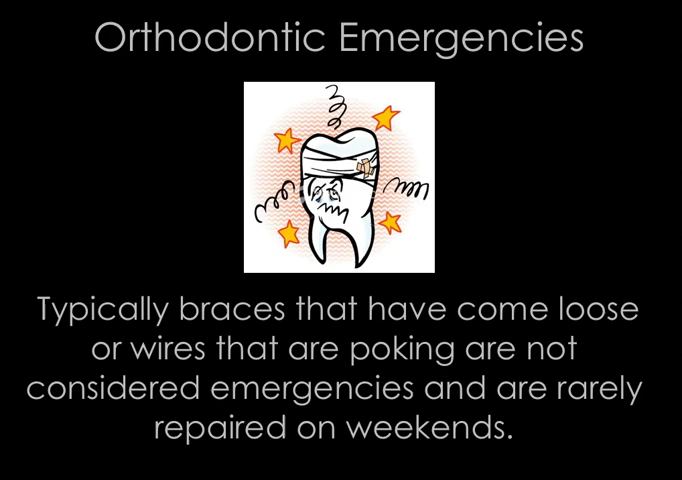 Orthodontic Emergencies
Typically braces that have come loose
or wires that are poking are not
considered emergencies and are rarely
repaired on weekends.